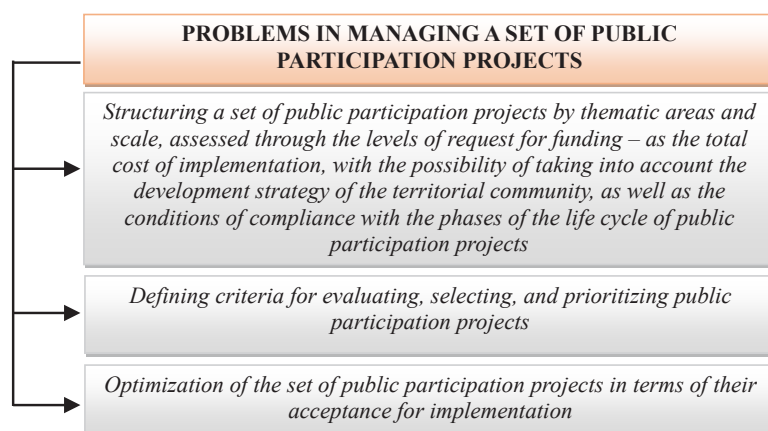 PROBLEMS IN MANAGING A SET OF PUBLIC
PARTICIPATION PROJECTS
Structuring a set of public participation projects by thematic areas and
scale, assessed through the levels of request for funding – as the total
cost of implementation, with the possibility of taking into account the
development strategy of the territorial community, as well as the
conditions of compliance with the phases of the life cycle of public
participation projects
Defining criteria for evaluating, selecting, and prioritizing public
participation projects
Optimization of the set of public participation projects in terms of their
acceptance for implementation